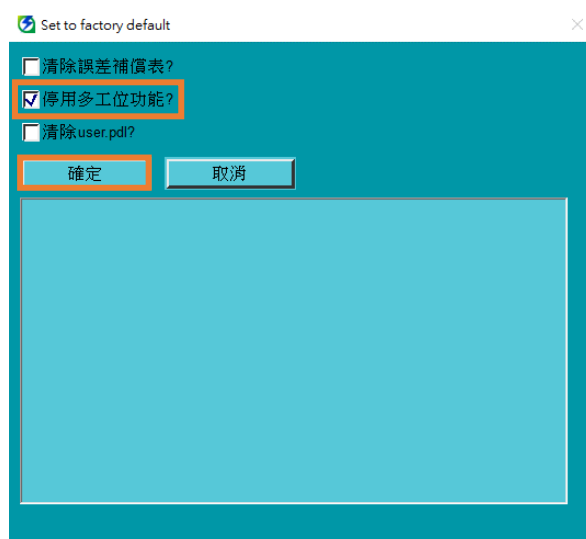 Set to factory default
清除誤差補償表?
停用多工位功能?
清除user.pdl?
確定
取消